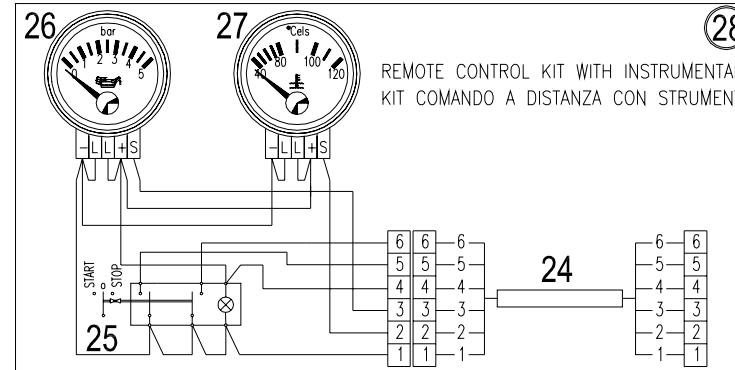 26
bar
0 1 2 3 4 5
- L L + S
27
°Cels
40 80 100 120
- L L + S
28
REMOTE CONTROL KIT WITH
KIT COMANDO A DISTANZA CON
START
O
STOP
25
24
6 6 6 6 6
5 5 5 5 5
4 4 4 4 4
3 3 3 3 3
2 2 2 2 2
1 1 1 1 1